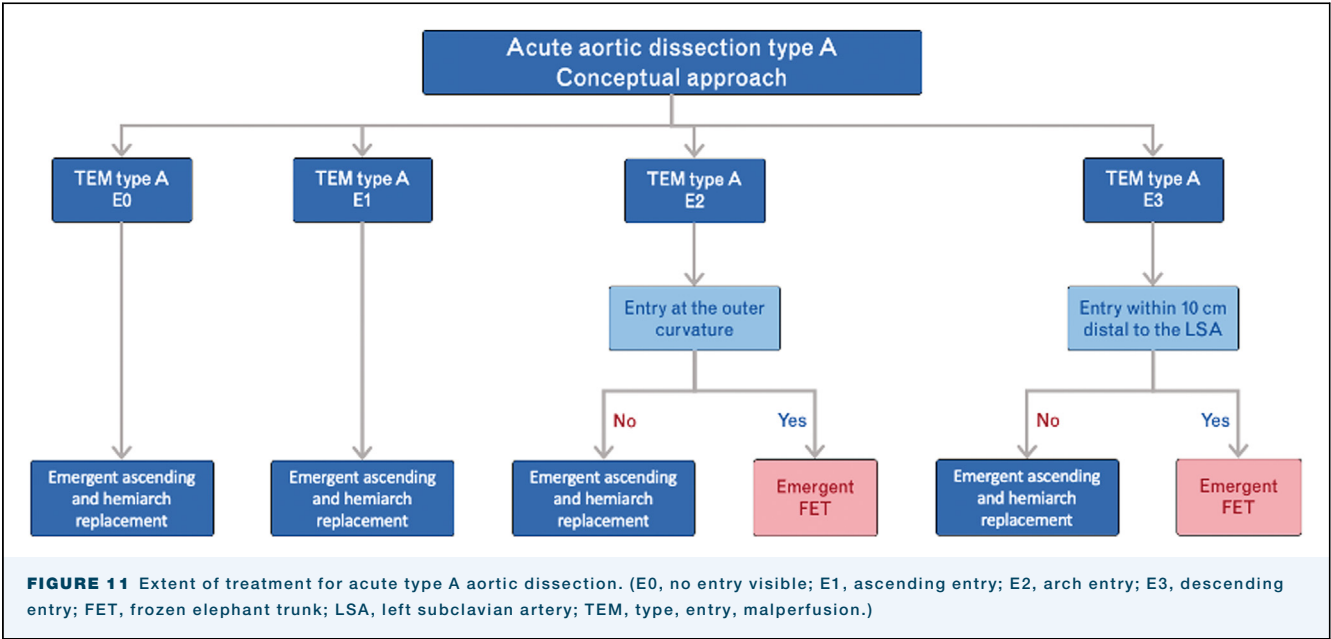 Acute aortic dissection type A
Conceptual approach
TEM type A
E0
TEM type A
E1
TEM type A
E2
TEM type A
E3
Entry at the outer
curvature
Entry within 10 cm
distal to the LSA
No
Yes
No
Yes
Emergent ascending
and hemiarch
replacement
Emergent ascending
and hemiarch
replacement
Emergent ascending
and hemiarch
replacement
Emergent
FET
Emergent ascending
and hemiarch
replacement
Emergent
FET
FIGURE 11 Extent of treatment for acute type A aortic dissection. (E0, no entry visible; E1, ascending entry; E2, arch entry; E3, descending
entry; FET, frozen elephant trunk; LSA, left subclavian artery; TEM, type, entry, malperfusion.)